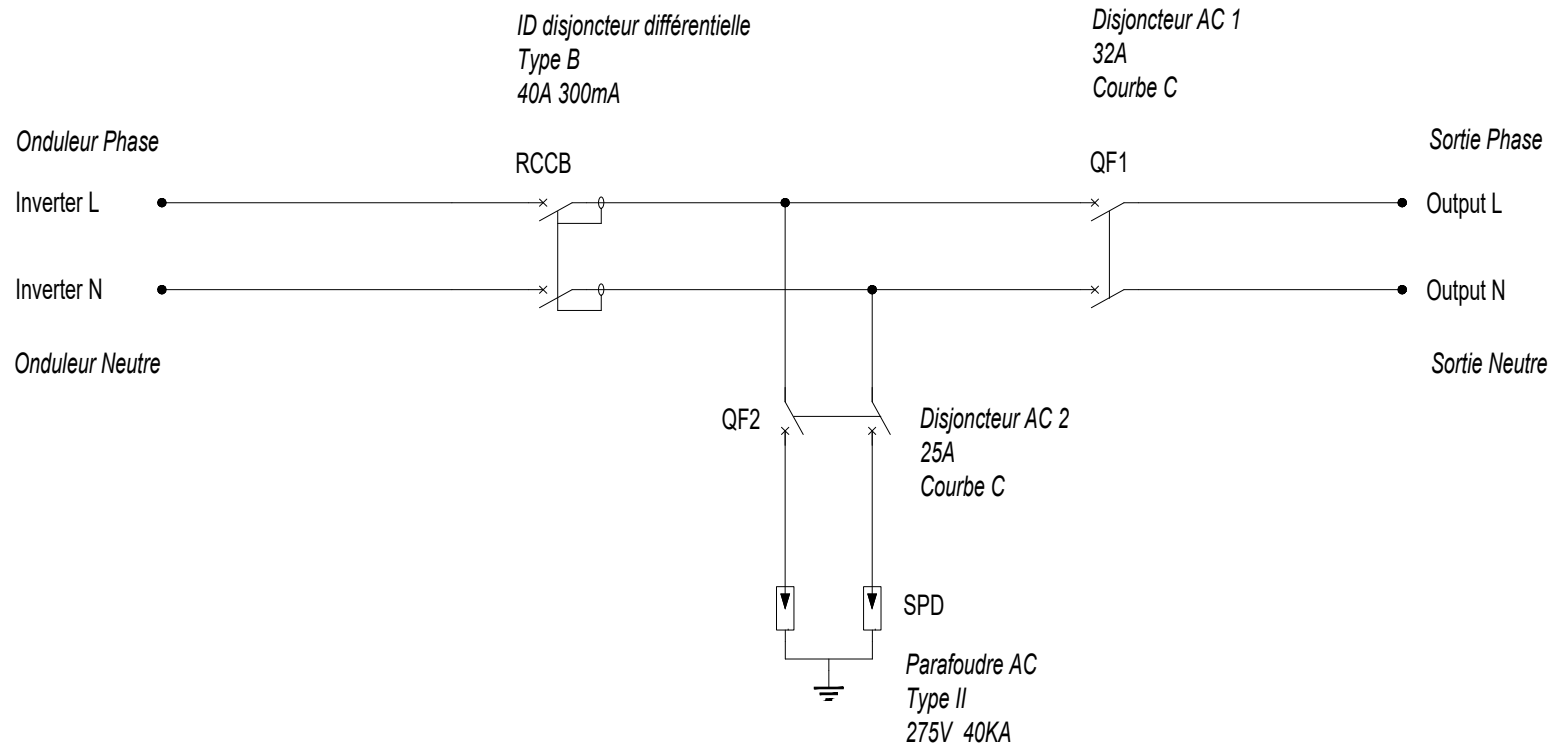 ID disjoncteur différentielle
Type B
40A 300mA
Disjoncteur AC 1
32A
Courbe C
Onduleur Phase
Sortie Phase
RCCB
QF1
Inverter L
Output L
Inverter N
Output N
Onduleur Neutre
Sortie Neutre
QF2
Disjoncteur AC 2
25A
Courbe C
SPD
Parafoudre AC
Type II
275V 40KA